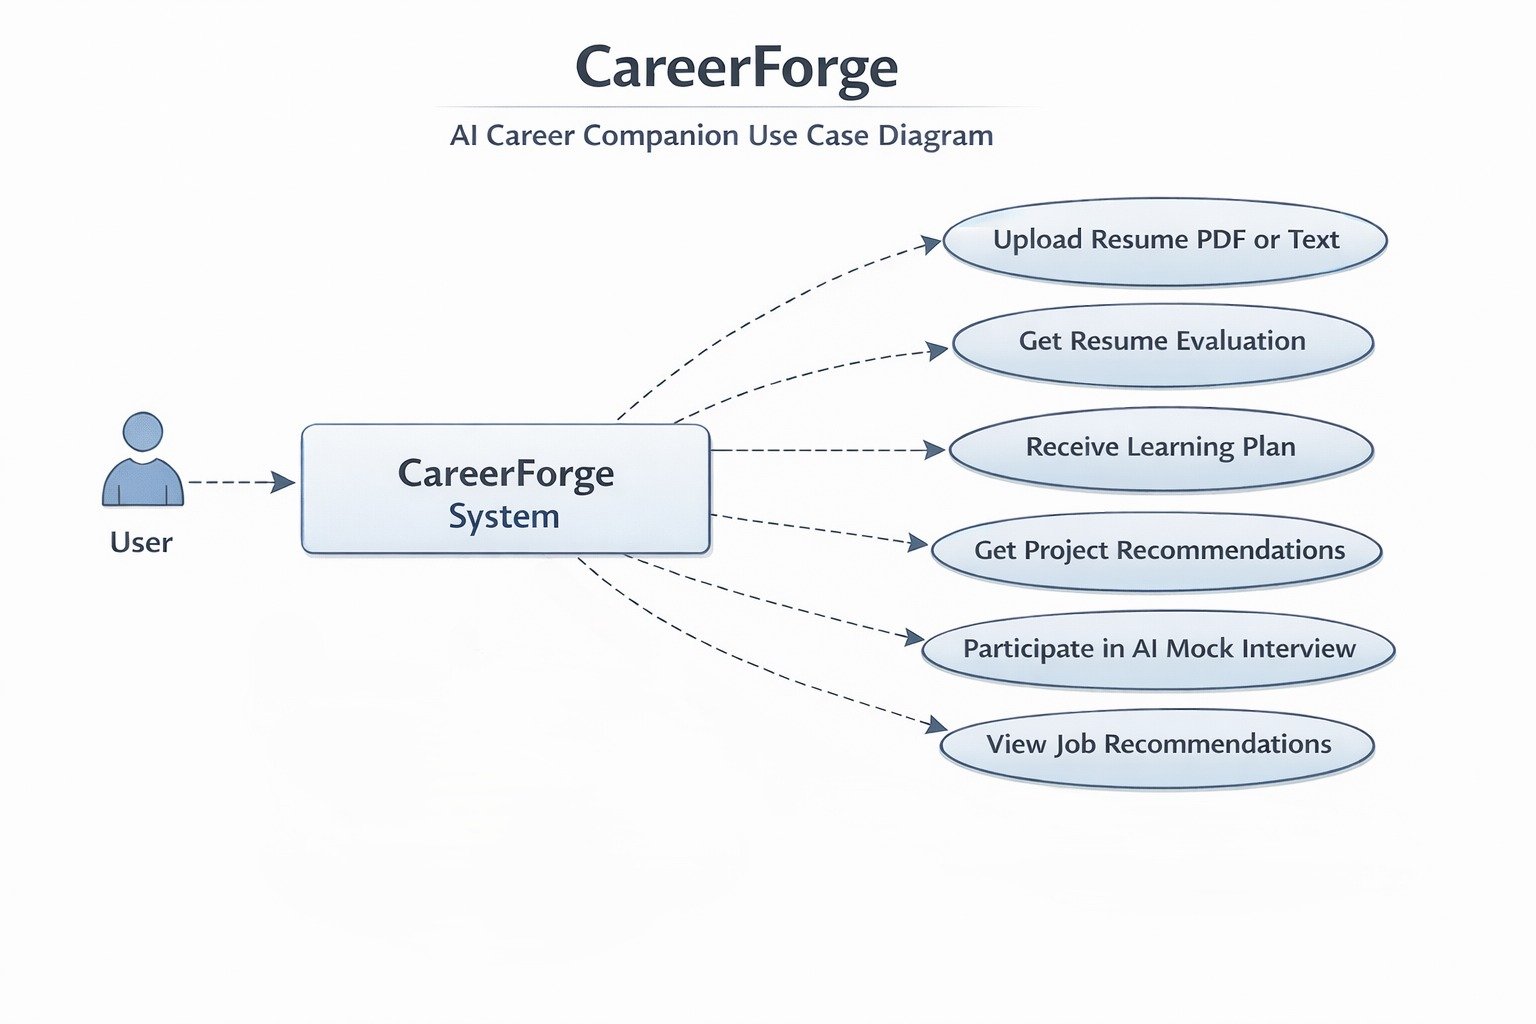 CareerForge
AI Career Companion Use Case Diagram
Upload Resume PDF or Text
Get Resume Evaluation
Receive Learning Plan
CareerForge
System
User
Get Project Recommendations
Participate in AI Mock Interview
View Job Recommendations